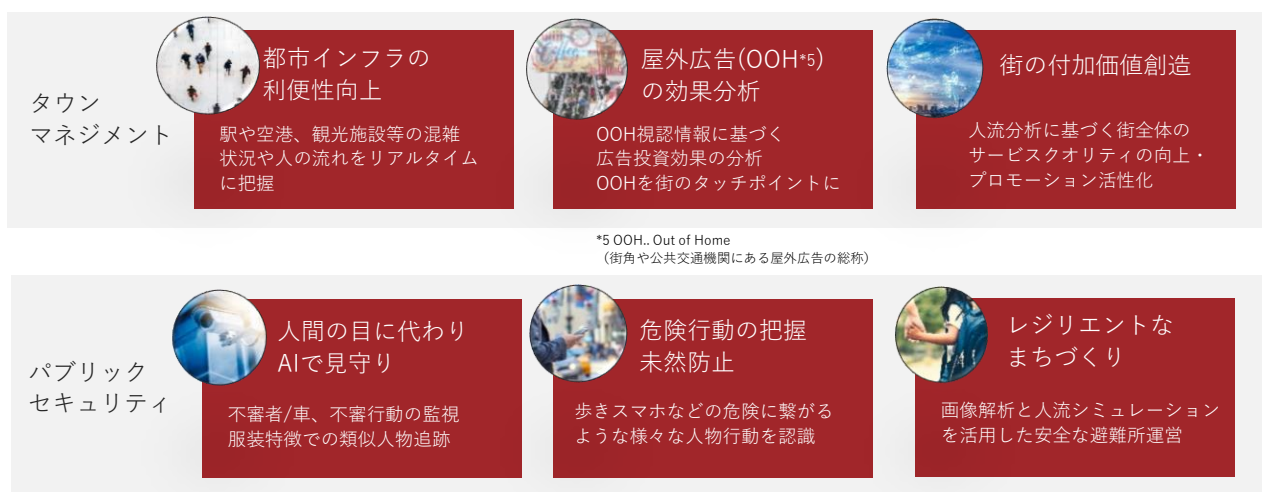 タウン
マネジメント
都市インフラの
利便性向上
駅や空港、観光施設等の混雑
状況や人の流れをリアルタイム
に把握
屋外広告(OOH*5)
の効果分析
OOH視認情報に基づく
広告投資効果の分析
OOHを街のタッチポイントに
街の付加価値創造
人流分析に基づく街全体の
サービスクオリティの向上・
プロモーション活性化
*5 OOH.. Out of Home
（街角や公共交通機関にある屋外広告の総称）
パブリック
セキュリティ
人間の目に代わり
AIで見守り
不審者/車、不審行動の監視
服装特徴での類似人物追跡
危険行動の把握
未然防止
歩きスマホなどの危険に繋がる
ような様々な人物行動を認識
レジリエントな
まちづくり
画像解析と人流シミュレーション
を活用した安全な避難所運営